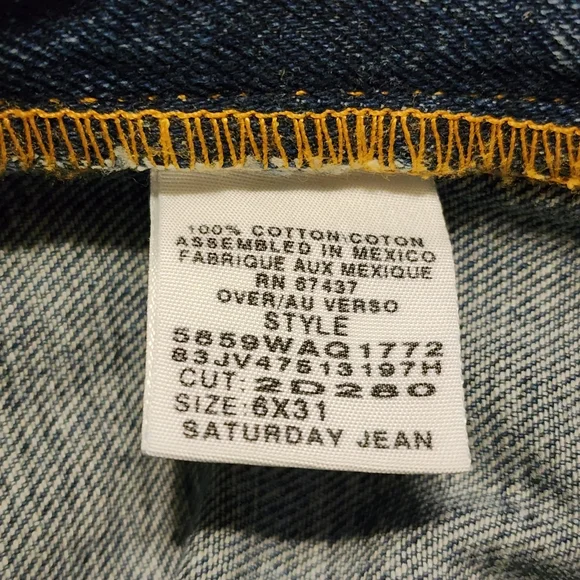 100% COTTON/COTON
ASSEMBLED IN MEXICO
FABRIQUE AUX MEXIQUE
RN 87437
OVER/AU VERSO
STYLE
5859WAQ1772
83JV47513197H
CUT: 2D280
SIZE: 6X31
SATURDAY JEAN